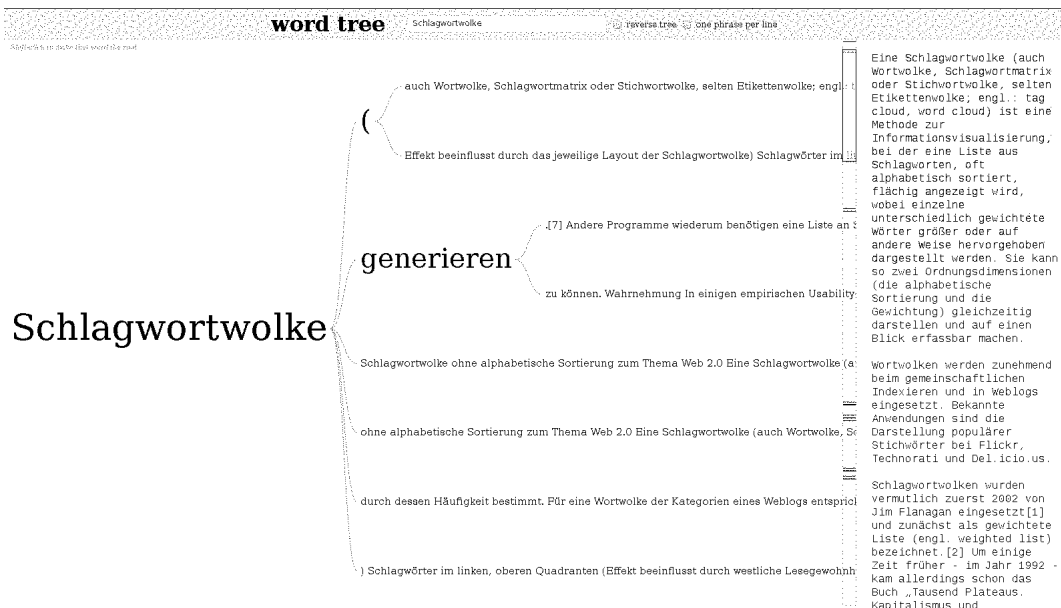 word tree
Schlagwortwolke
reverse tree
one phrase per line
Schlagwortwolke
(
auch Wortwolke, Schlagwortmatrix oder Stichwortwolke, selten Etikettenwolke; engl.: t
Effekt beeinflusst durch das jeweilige Layout der Schlagwortwolke) Schlagwörter im
generieren
.[7] Andere Programme wiederum benötigen eine Liste an S
zu können. Wahrnehmung In einigen empirischen Usability
Schlagwortwolke ohne alphabetische Sortierung zum Thema Web 2.0 Eine Schlagwortwolke (a
ohne alphabetische Sortierung zum Thema Web 2.0 Eine Schlagwortwolke (auch Wortwolke, Sc
durch dessen Häufigkeit bestimmt. Für eine Wortwolke der Kategorien eines Weblogs entspricl
) Schlagwörter im linken, oberen Quadranten (Effekt beeinflusst durch westliche Lesegewohnh
Eine Schlagwortwolke (auch
Wortwolke, Schlagwortmatrix
oder Stichwortwolke, selten
Etikettenwolke; engl.: tag
cloud, word cloud) ist eine
Methode zur
Informationsvisualisierung,
bei der eine Liste aus
Schlagworten, oft
alphabetisch sortiert,
flächig angezeigt wird,
wobei einzelne
unterschiedlich gewichtete
Wörter größer oder auf
andere Weise hervorgehoben
dargestellt werden. Sie kann
so zwei Ordnungsdimensionen
(die alphabetische
Sortierung und die
Gewichtung) gleichzeitig
darstellen und auf einen
Blick erfassbar machen.
Wortwolken werden zunehmend
beim gemeinschaftlichen
Indexieren und in Weblogs
eingesetzt. Bekannte
Anwendungen sind die
Darstellung populärer
Stichwörter bei Flickr,
Technorati und Del.icio.us.
Schlagwortwolken wurden
vermutlich zuerst 2002 von
Jim Flanagan eingesetzt[1]
und zunächst als gewichtete
Liste (engl. weighted list)
bezeichnet.[2] Um einige
Zeit früher - im Jahr 1992 -
kam allerdings schon das
Buch „Tausend Plateaus.
Kapitalismus und